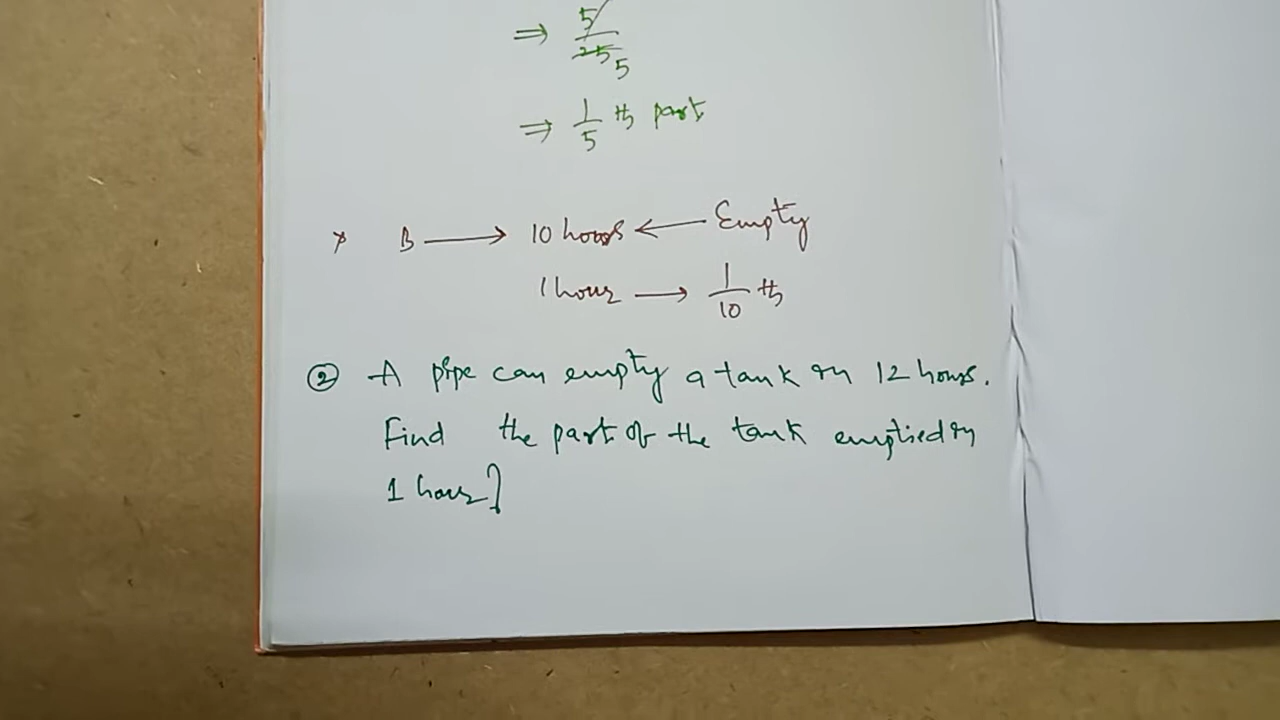 ⇒ 5/25 5
⇒ 1/5 th part
* B → 10 hours ← Empty
1 hour → 1/10 th
② A pipe can empty a tank in 12 hours.
Find the part of the tank emptied in
1 hour?